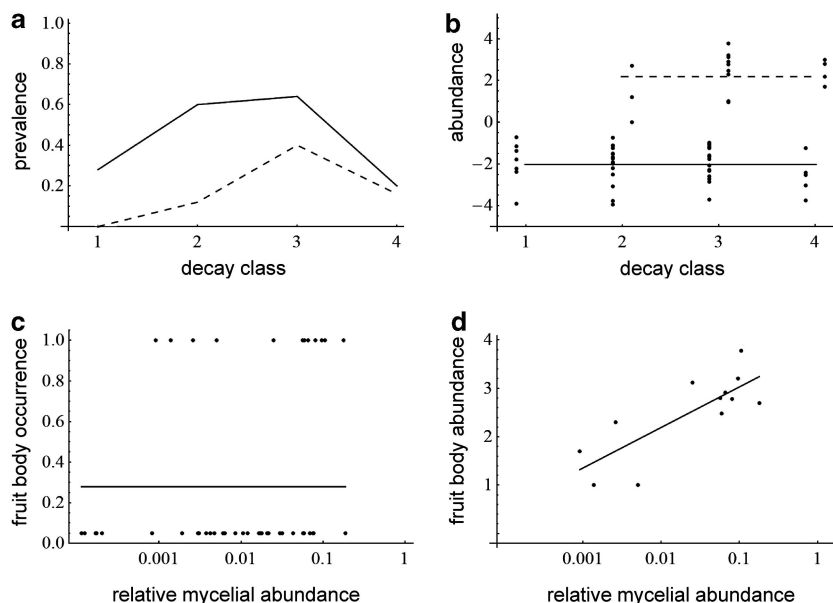 a
1.0
0.8
0.6
0.4
0.2
prevalence
1 2 3 4
decay class
b
4
2
0
−2
−4
abundance
1 2 3 4
decay class
c
1.0
0.8
0.6
0.4
0.2
0.0
fruit body occurrence
0.001 0.01 0.1 1
relative mycelial abundance
d
4
3
2
1
fruit body abundance
0.001 0.01 0.1 1
relative mycelial abundance